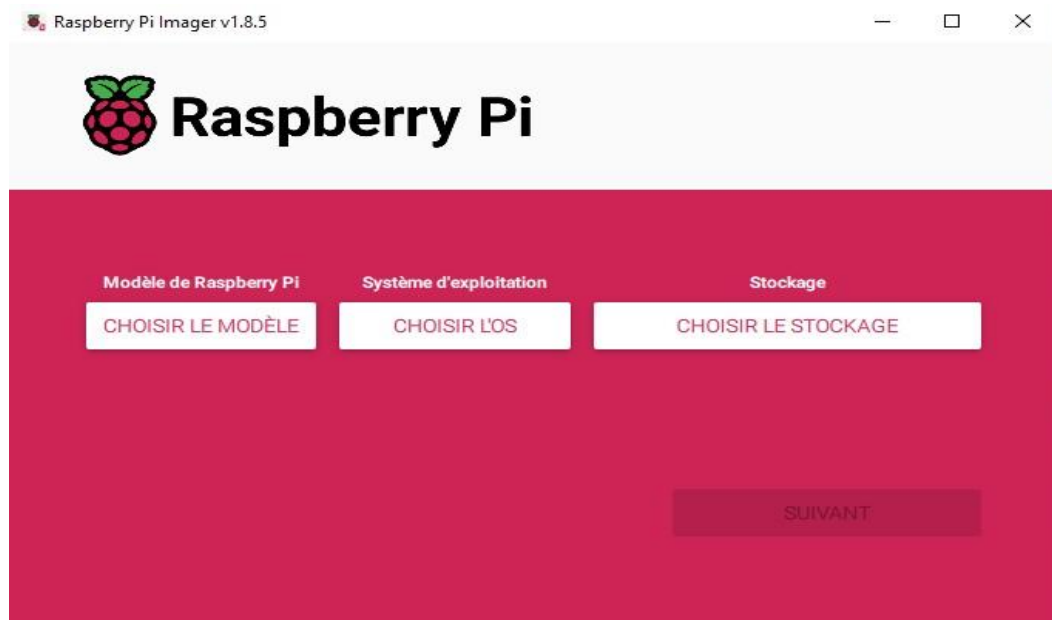 Raspberry Pi Imager v1.8.5
Raspberry Pi
Modèle de Raspberry Pi
Système d'exploitation
Stockage
CHOISIR LE MODÈLE
CHOISIR L'OS
CHOISIR LE STOCKAGE
SUIVANT